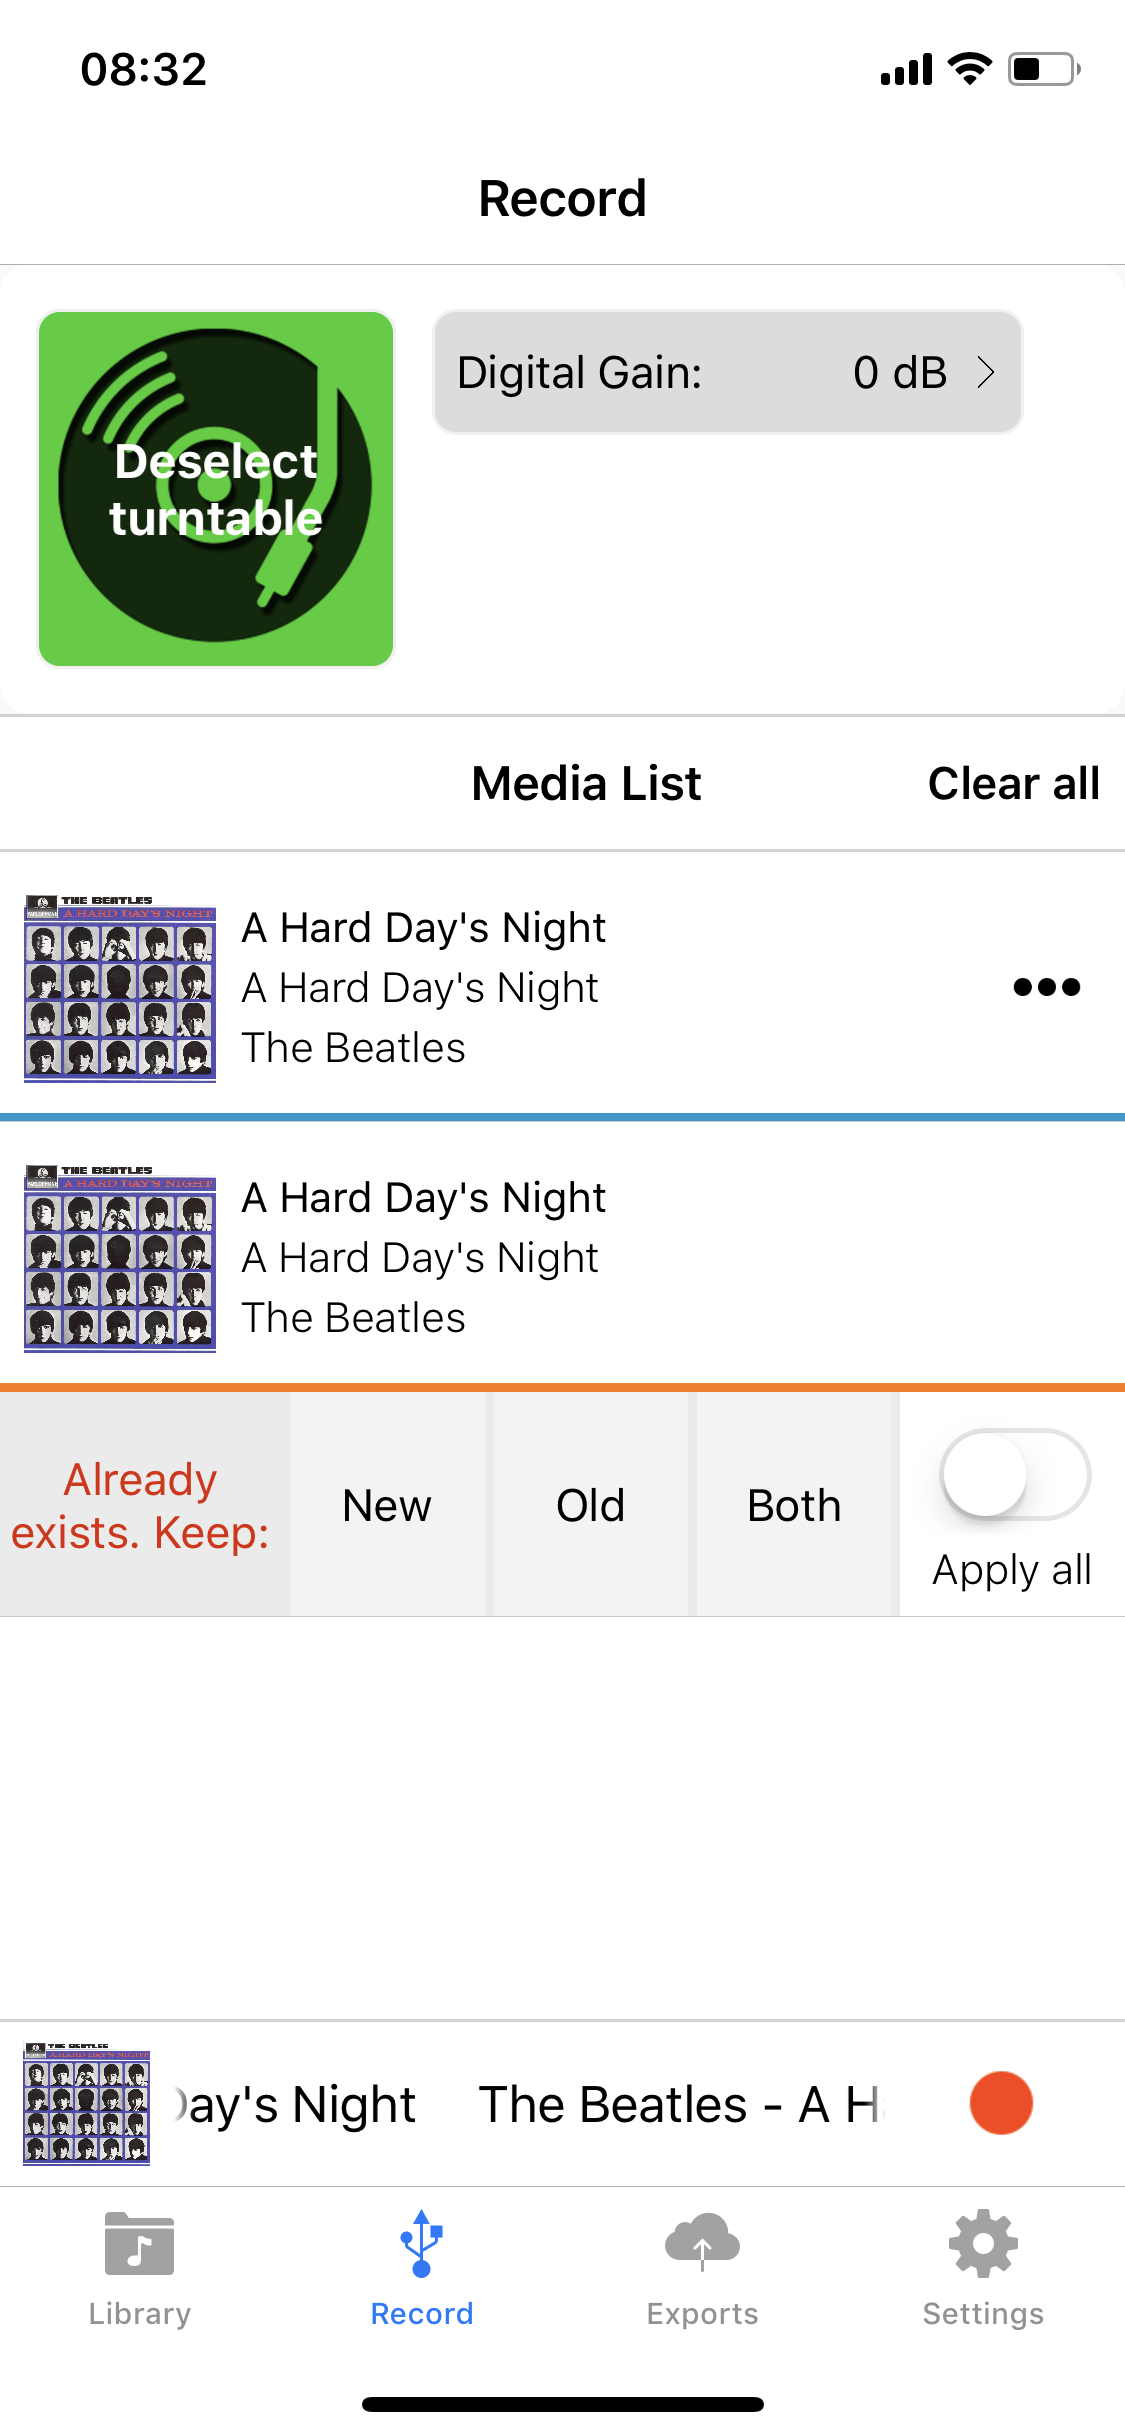 08:32
Record
Deselect
turntable
Digital Gain: 0 dB
Media List
Clear all
THE BEATLES
A HARD DAY'S NIGHT
A Hard Day's Night
A Hard Day's Night
The Beatles
THE BEATLES
A HARD DAY'S NIGHT
A Hard Day's Night
A Hard Day's Night
The Beatles
Already
exists. Keep:
New
Old
Both
Apply all
THE BEATLES
A HARD DAY'S NIGHT
Day's Night The Beatles - A H
Library
Record
Exports
Settings